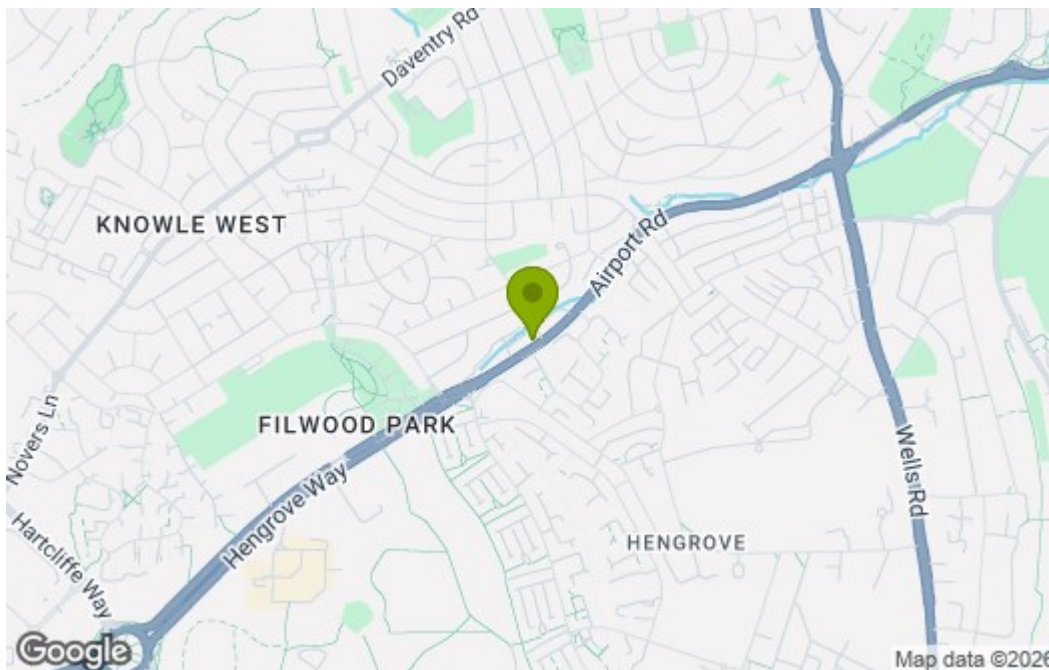 Daventry Rd
KNOWLE WEST
Airport Rd
FILWOOD PARK
Novers Ln
Hengrove Way
Wells Rd
Hartcliffe Way
HENGROVE
Google
Map data ©2026